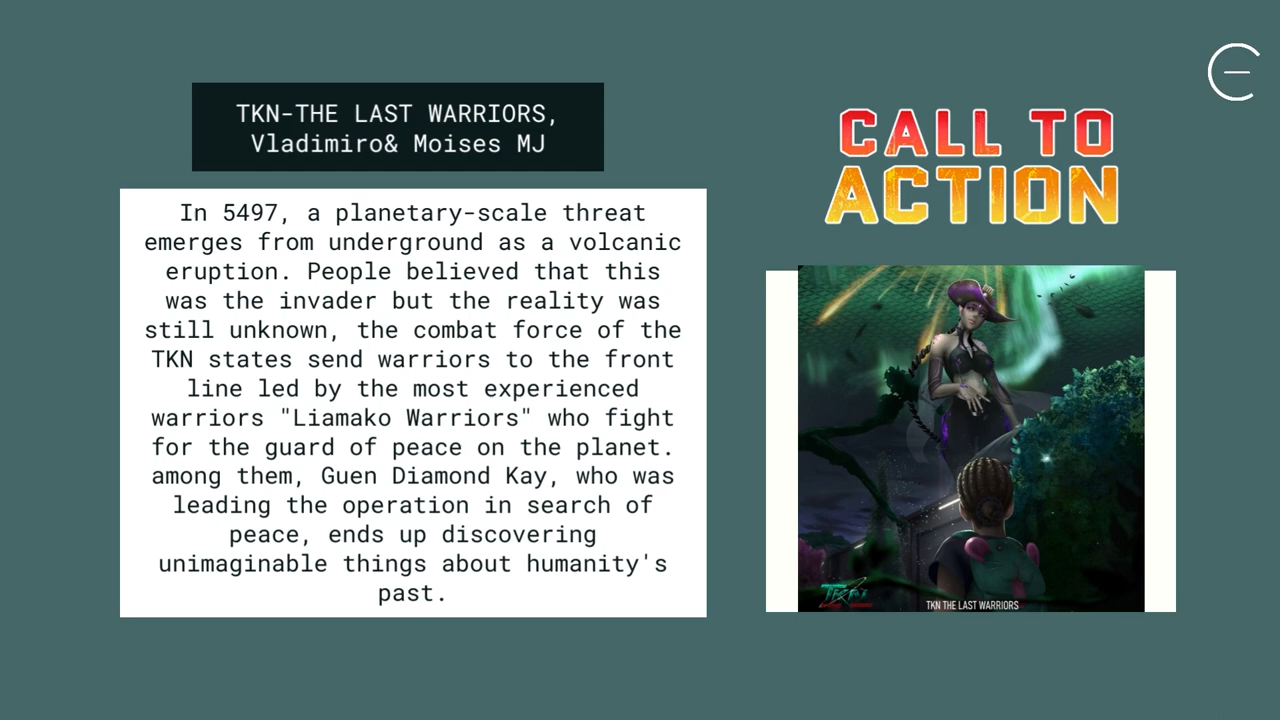 TKN-THE LAST WARRIORS,
Vladimiro& Moises MJ
In 5497, a planetary-scale threat
emerges from underground as a volcanic
eruption. People believed that this
was the invader but the reality was
still unknown, the combat force of the
TKN states send warriors to the front
line led by the most experienced
warriors "Liamako Warriors" who fight
for the guard of peace on the planet.
among them, Guen Diamond Kay, who was
leading the operation in search of
peace, ends up discovering
unimaginable things about humanity's
past.
CALL TO
ACTION
TKN
TKN THE LAST WARRIORS